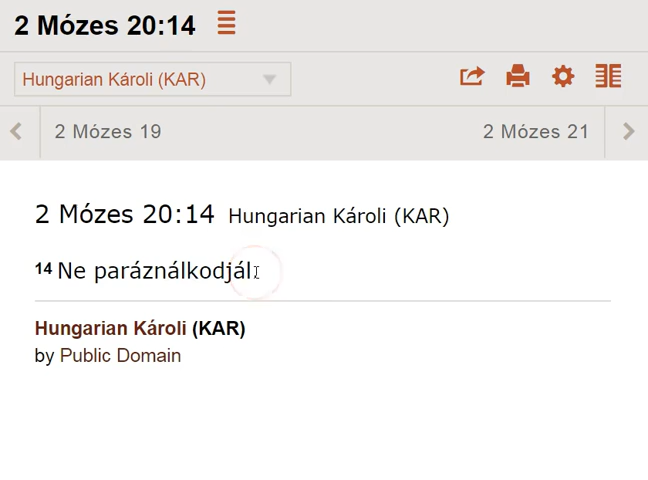 2 Mózes 20:14
Hungarian Károli (KAR)
2 Mózes 19 2 Mózes 21
2 Mózes 20:14 Hungarian Károli (KAR)
14 Ne paráználkodjál.
Hungarian Károli (KAR)
by Public Domain